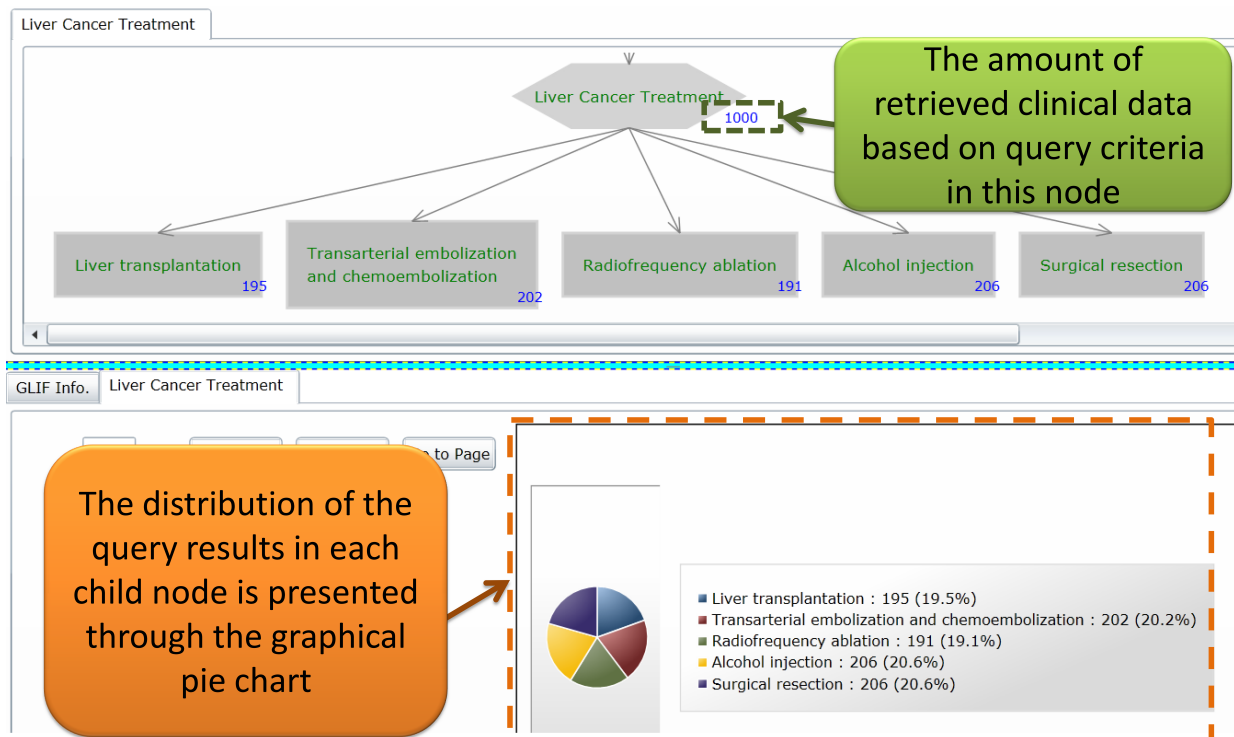 Liver Cancer Treatment
Liver Cancer Treatment
1000
The amount of
retrieved clinical data
based on query criteria
in this node
Liver transplantation
195
Transarterial embolization
and chemoembolization
202
Radiofrequency ablation
191
Alcohol injection
206
Surgical resection
206
GLIF Info.
Liver Cancer Treatment
to Page
The distribution of the
query results in each
child node is presented
through the graphical
pie chart
Liver transplantation : 195 (19.5%)
Transarterial embolization and chemoembolization : 202 (20.2%)
Radiofrequency ablation : 191 (19.1%)
Alcohol injection : 206 (20.6%)
Surgical resection : 206 (20.6%)